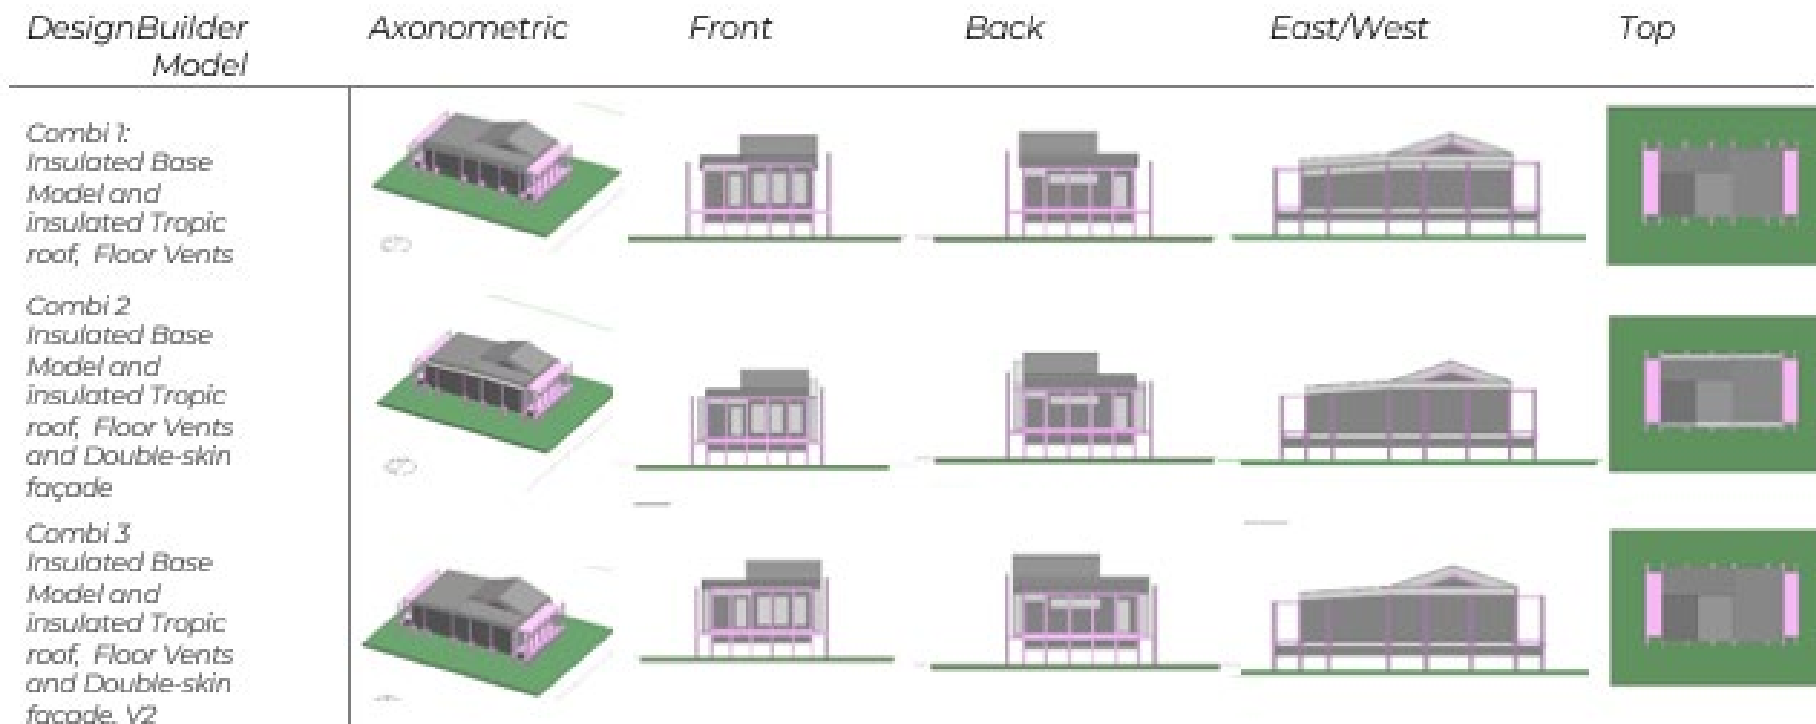 DesignBuilder Model
Axonometric
Front
Back
East/West
Top
Combi 1:
Insulated Base
Model and
insulated Tropic
roof, Floor Vents
Combi 2
Insulated Base
Model and
insulated Tropic
roof, Floor Vents
and Double-skin
façade
Combi 3
Insulated Base
Model and
insulated Tropic
roof, Floor Vents
and Double-skin
façade, V2